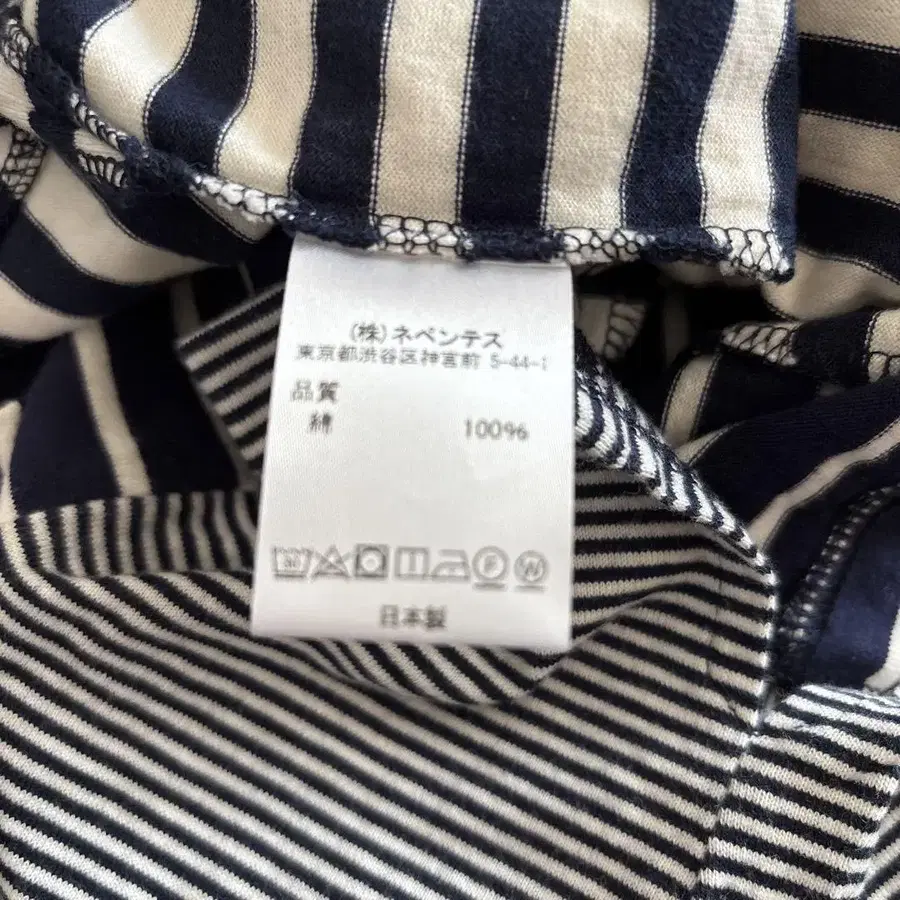 (株)ネペンテス
東京都渋谷区神宮前 5-44-1
品質
綿 100%
F W
日本製